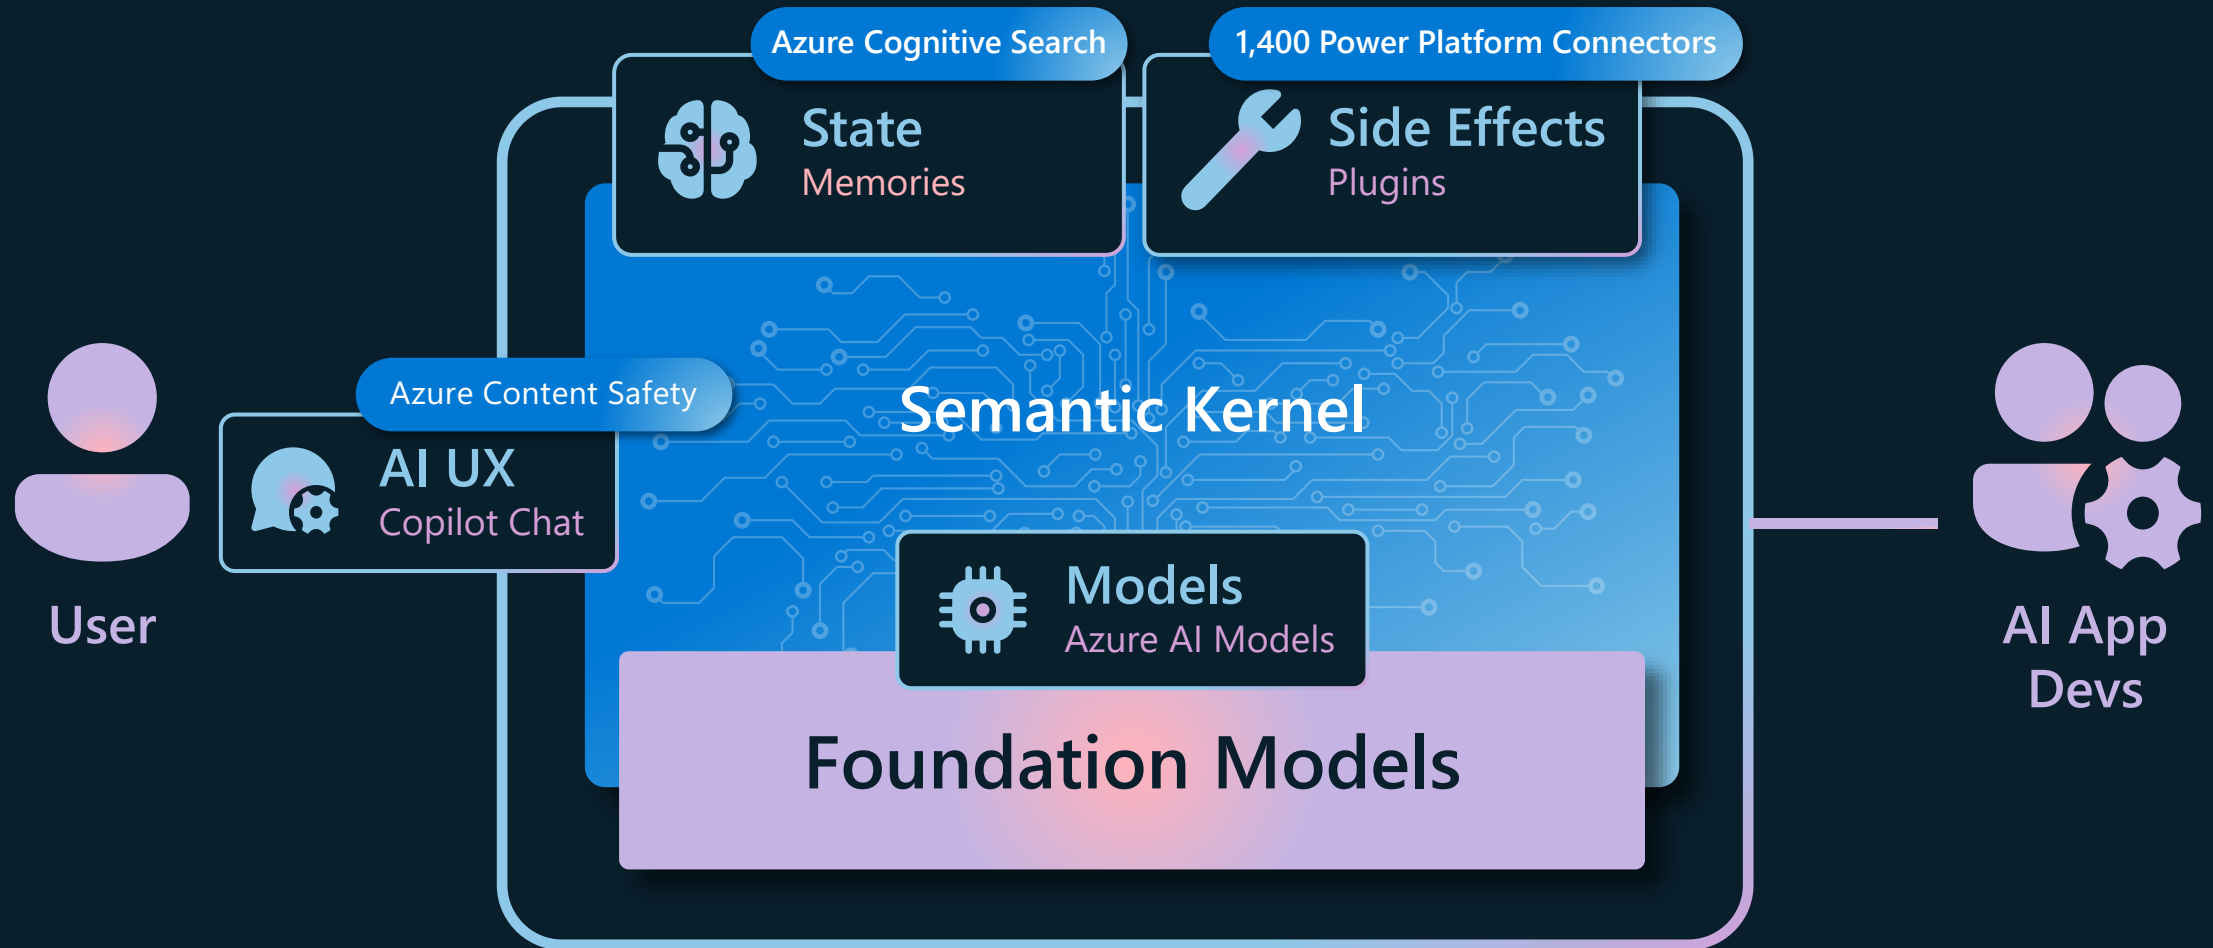 Azure Cognitive Search
1,400 Power Platform Connectors
State
Memories
Side Effects
Plugins
Azure Content Safety
AI UX
Copilot Chat
Semantic Kernel
User
Models
Azure AI Models
AI App
Devs
Foundation Models